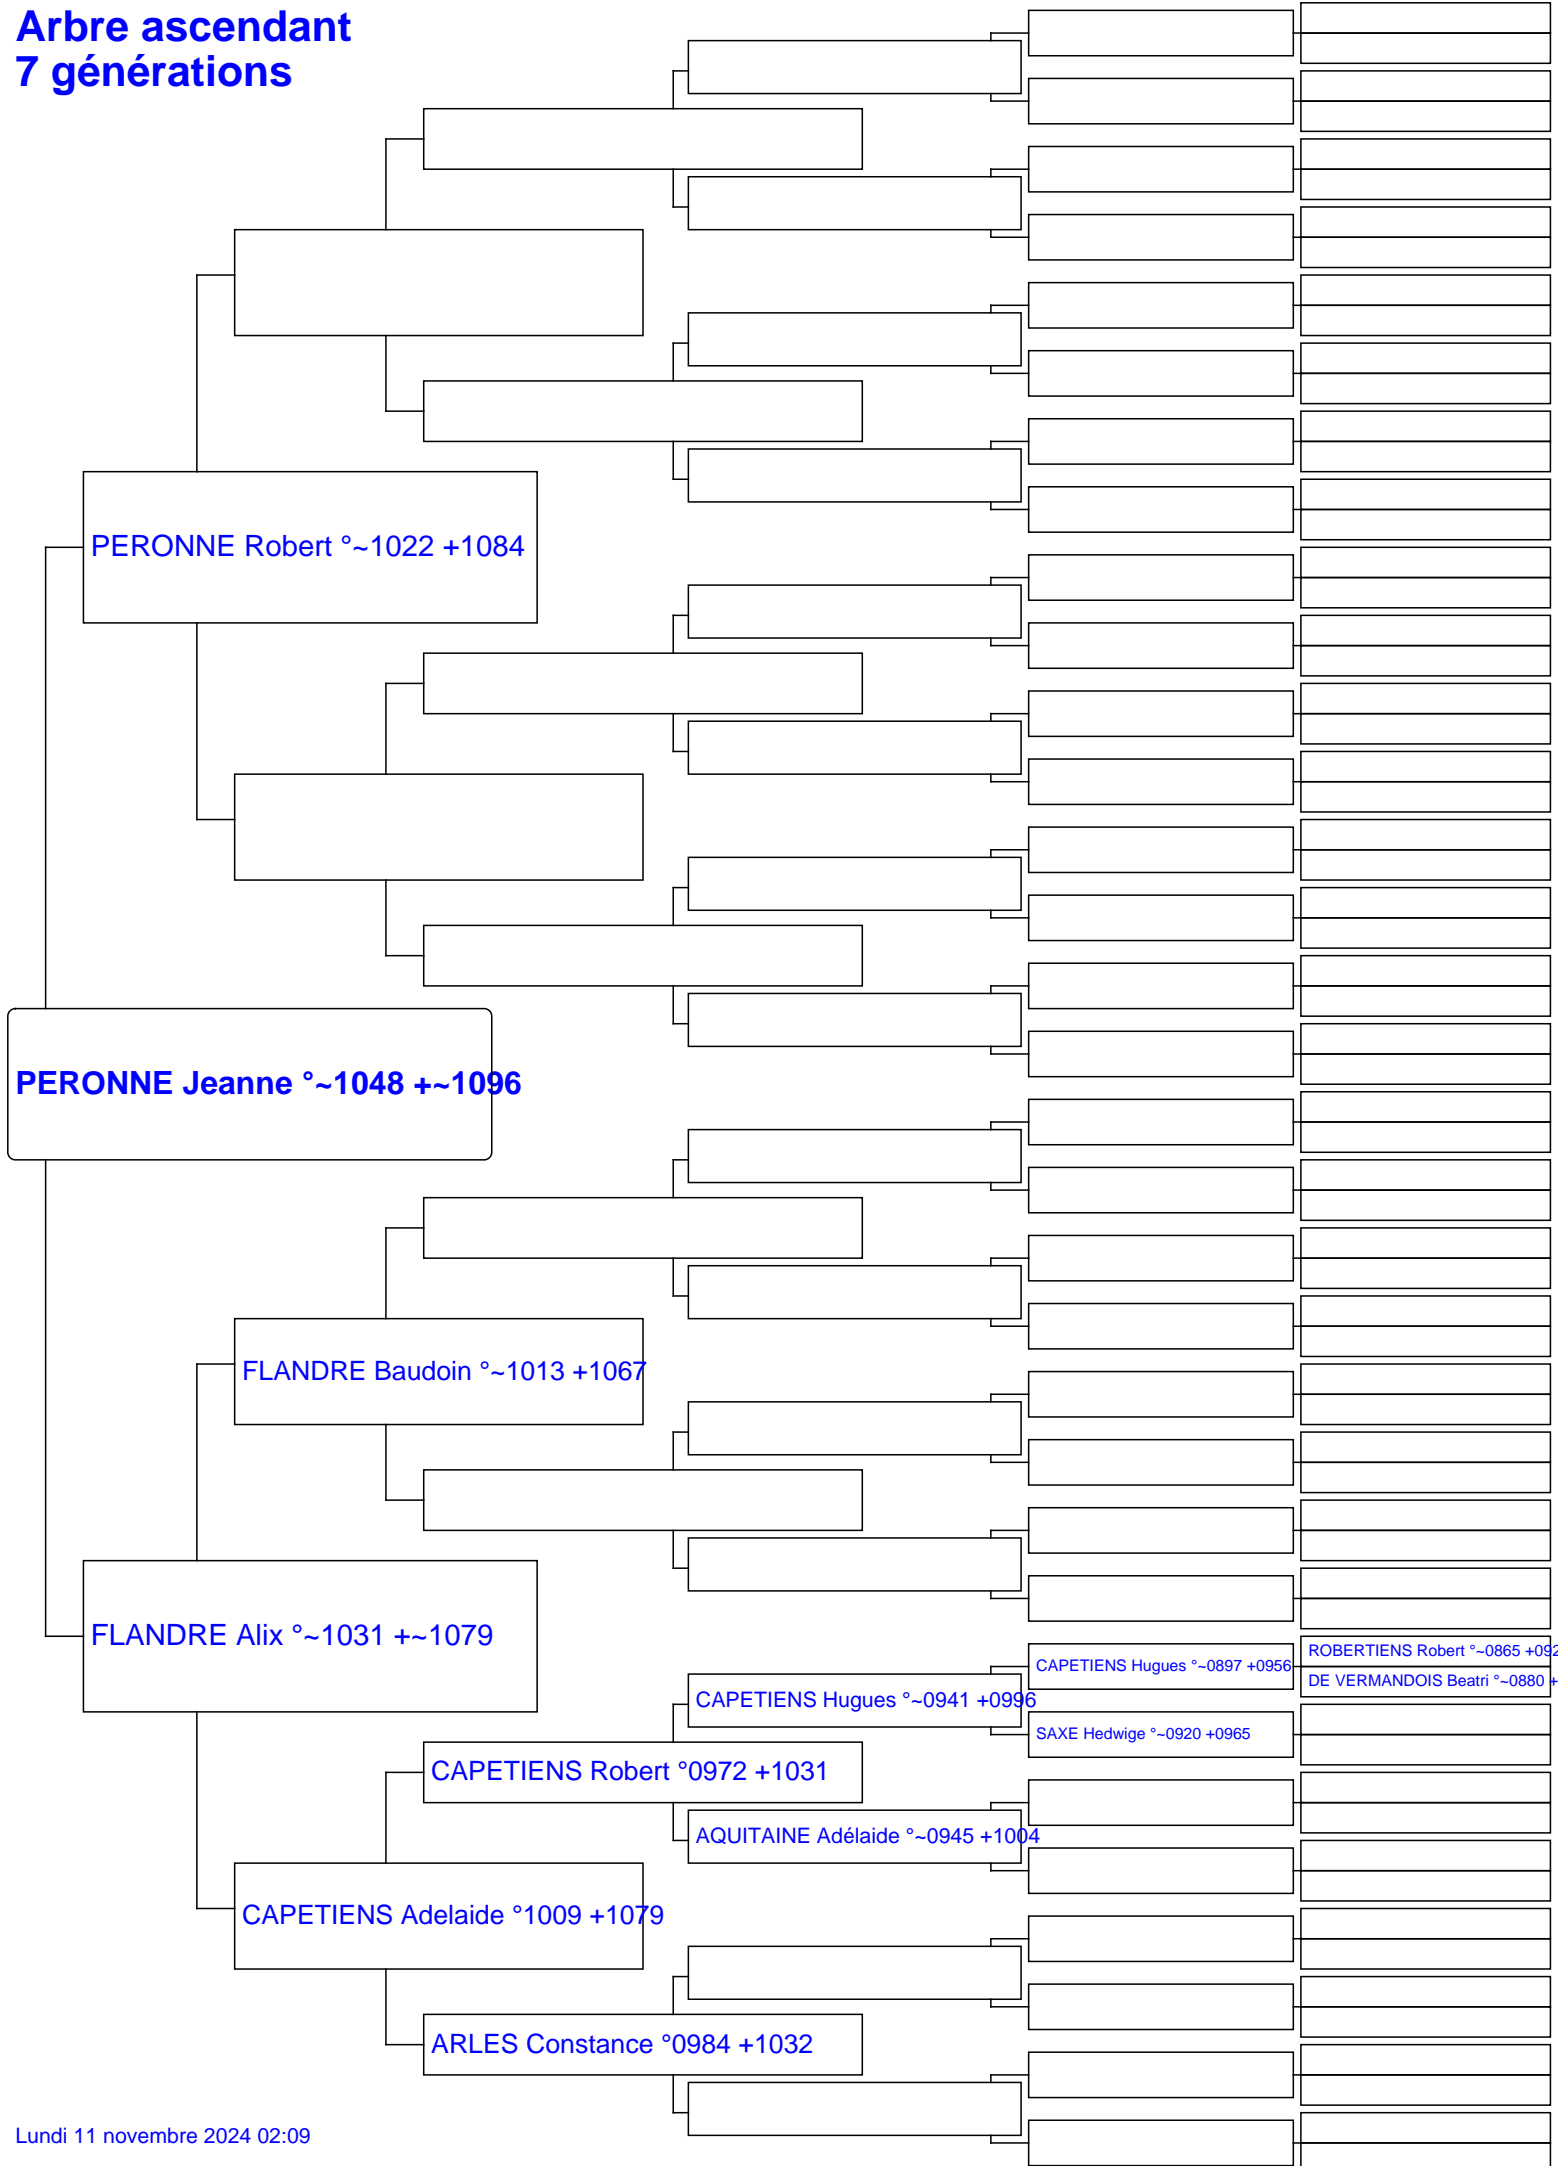 Arbre ascendant
7 générations
PERONNE Robert °~1022 +1084
PERONNE Jeanne °~1048 +~1096
FLANDRE Baudoin °~1013 +1067
FLANDRE Alix °~1031 +~1079
ROBERTIENS Robert °~0865 +092
CAPETIENS Hugues °~0897 +0956
DE VERMANDOIS Beatri °~0880 +
CAPETIENS Hugues °~0941 +0996
SAXE Hedwige °~0920 +0965
CAPETIENS Robert °0972 +1031
AQUITAINE Adélaide °~0945 +1004
CAPETIENS Adelaide °1009 +1079
ARLES Constance °0984 +1032
Lundi 11 novembre 2024 02:09